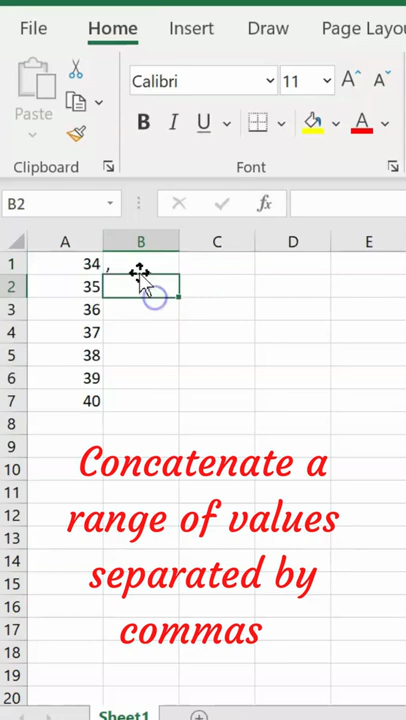 File Home Insert Draw Page Layou
Calibri 11 A A
Paste B I U A
Clipboard Font
B2 fx
A B C D E
1 34 ,
2 35
3 36
4 37
5 38
6 39
7 40
8
9
10
11
12
13
14
15
16
17
18
19
20
Concatenate a
range of values
separated by
commas
Sheet1